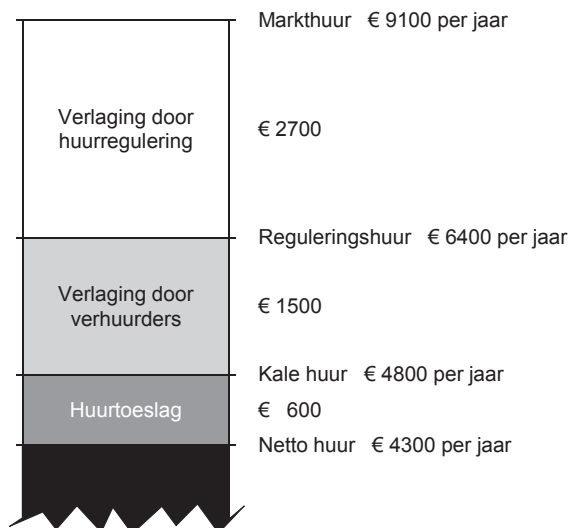 Markthuur € 9100 per jaar
Verlaging door
huurregulering
€ 2700
Reguleringshuur € 6400 per jaar
Verlaging door
verhuurders
€ 1500
Kale huur € 4800 per jaar
Huurtoeslag
€ 600
Netto huur € 4300 per jaar